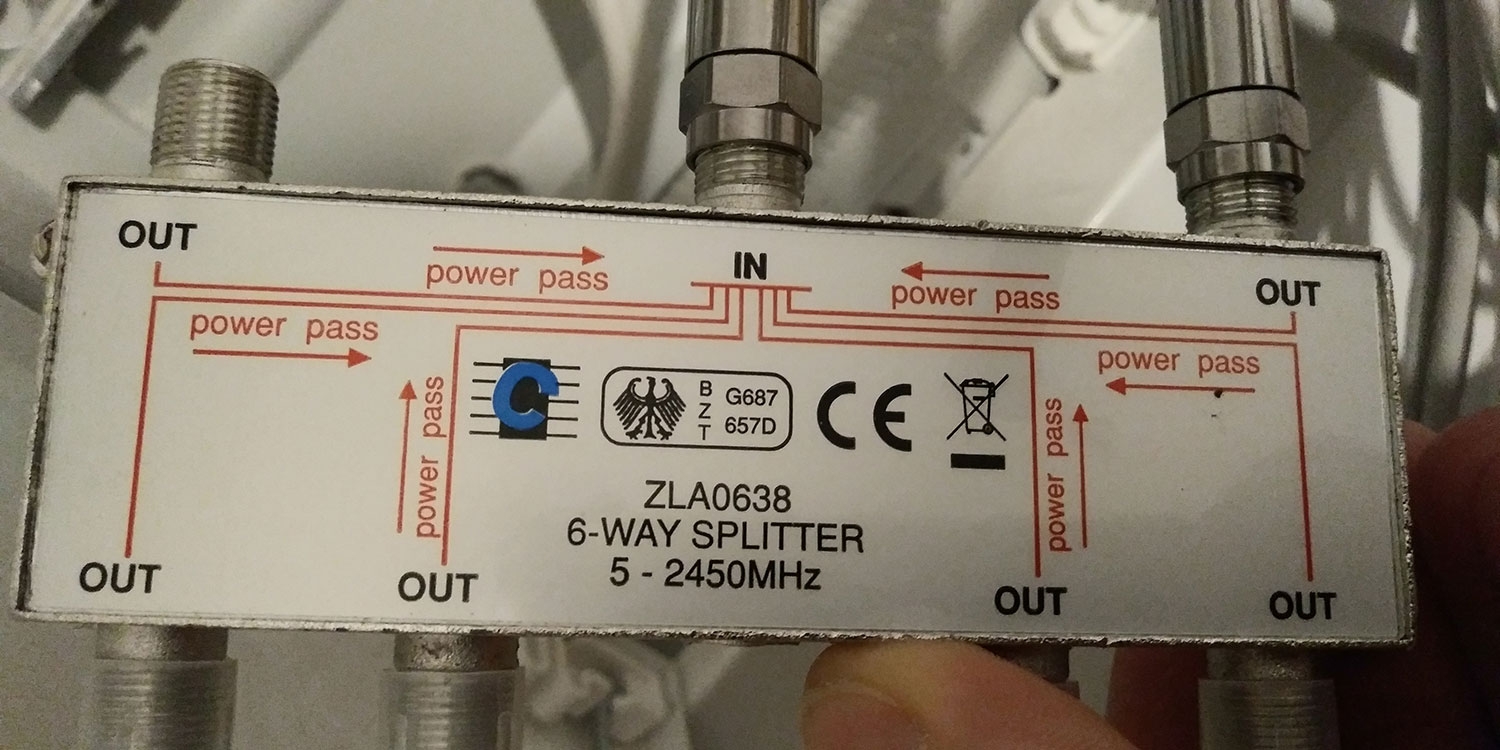 OUT
power pass
IN
power pass
OUT
power pass
power pass
power pass
C
B
Z
T
G687
657D
CE
power pass
ZLA0638
6-WAY SPLITTER
5 - 2450MHz
OUT
OUT
OUT
OUT